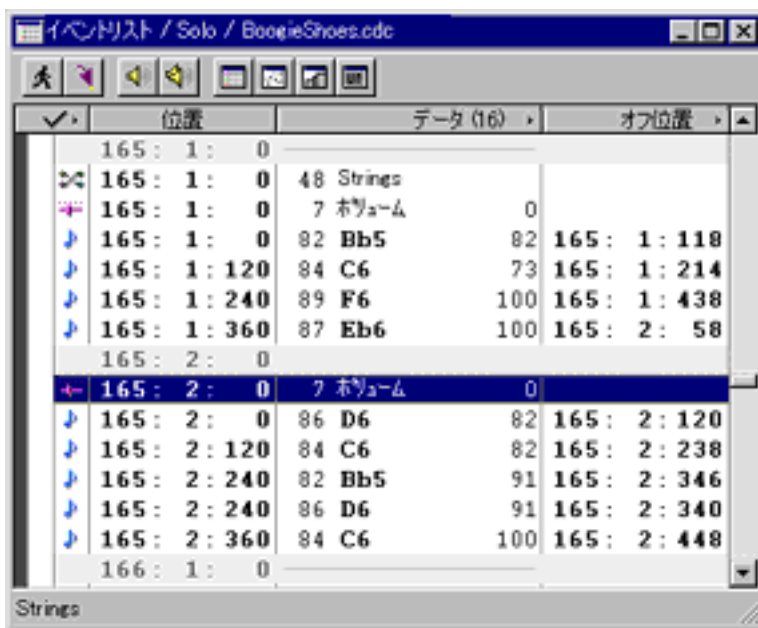 イベントリスト / Solo / BoogieShoes.cdc
位置 データ (16) オフ位置
165: 1: 0
165: 1: 0 48 Strings
165: 1: 0 7 ボリューム 0
165: 1: 0 82 Bb5 82 165: 1: 118
165: 1: 120 84 C6 73 165: 1: 214
165: 1: 240 89 F6 100 165: 1: 438
165: 1: 360 87 Eb6 100 165: 2: 58
165: 2: 0
165: 2: 0 7 ボリューム 0
165: 2: 0 86 D6 82 165: 2: 120
165: 2: 120 84 C6 82 165: 2: 238
165: 2: 240 82 Bb5 91 165: 2: 346
165: 2: 240 86 D6 91 165: 2: 340
165: 2: 360 84 C6 100 165: 2: 448
166: 1: 0
Strings